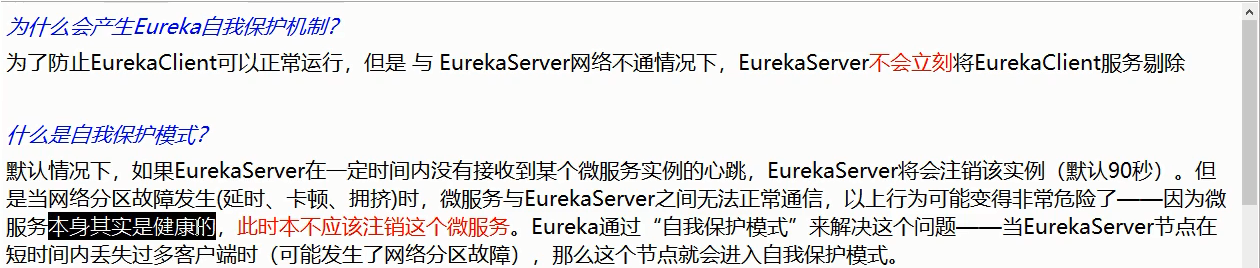 为什么会产生Eureka自我保护机制？
为了防止EurekaClient可以正常运行，但是 与 EurekaServer网络不通情况下，EurekaServer不会立刻将EurekaClient服务剔除
什么是自我保护模式？
默认情况下，如果EurekaServer在一定时间内没有接收到某个微服务实例的心跳，EurekaServer将会注销该实例（默认90秒）。但
是当网络分区故障发生(延时、卡顿、拥挤)时，微服务与EurekaServer之间无法正常通信，以上行为可能变得非常危险了——因为微
服务本身其实是健康的，此时本不应该注销这个微服务。Eureka通过“自我保护模式”来解决这个问题——当EurekaServer节点在
短时间内丢失过多客户端时（可能发生了网络分区故障），那么这个节点就会进入自我保护模式。